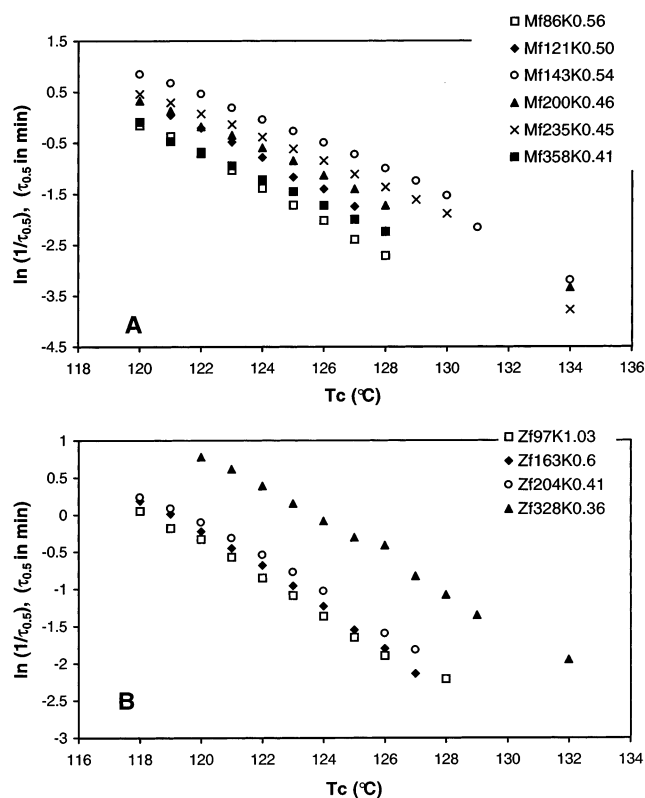 Mf86K0.56
Mf121K0.50
Mf143K0.54
Mf200K0.46
Mf235K0.45
Mf358K0.41
1.5
0.5
-0.5
-1.5
-2.5
-3.5
-4.5
ln (1/τ0.5), (τ0.5 in min)
A
118 120 122 124 126 128 130 132 134 136
Tc (°C)
Zf97K1.03
Zf163K0.6
Zf204K0.41
Zf328K0.36
1
0.5
0
-0.5
-1
-1.5
-2
-2.5
-3
ln (1/τ0.5), (τ0.5 in min)
B
116 118 120 122 124 126 128 130 132 134
Tc (°C)